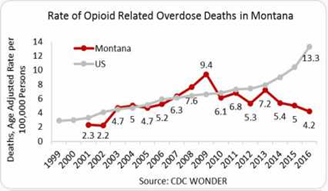 Rate of Opioid Related Overdose Deaths in Montana
Deaths, Age Adjusted Rate per
100,000 Persons
14
12
10
8
6
4
2
0
Montana
US
2.3 2.2 4.7 5 4.7 5.2 6.3 7.6 9.4 6.1 6.8 5.3 7.2 5.4 5 4.2
13.3
1999 2000 2001 2002 2003 2004 2005 2006 2007 2008 2009 2010 2011 2012 2013 2014 2015 2016
Source: CDC WONDER